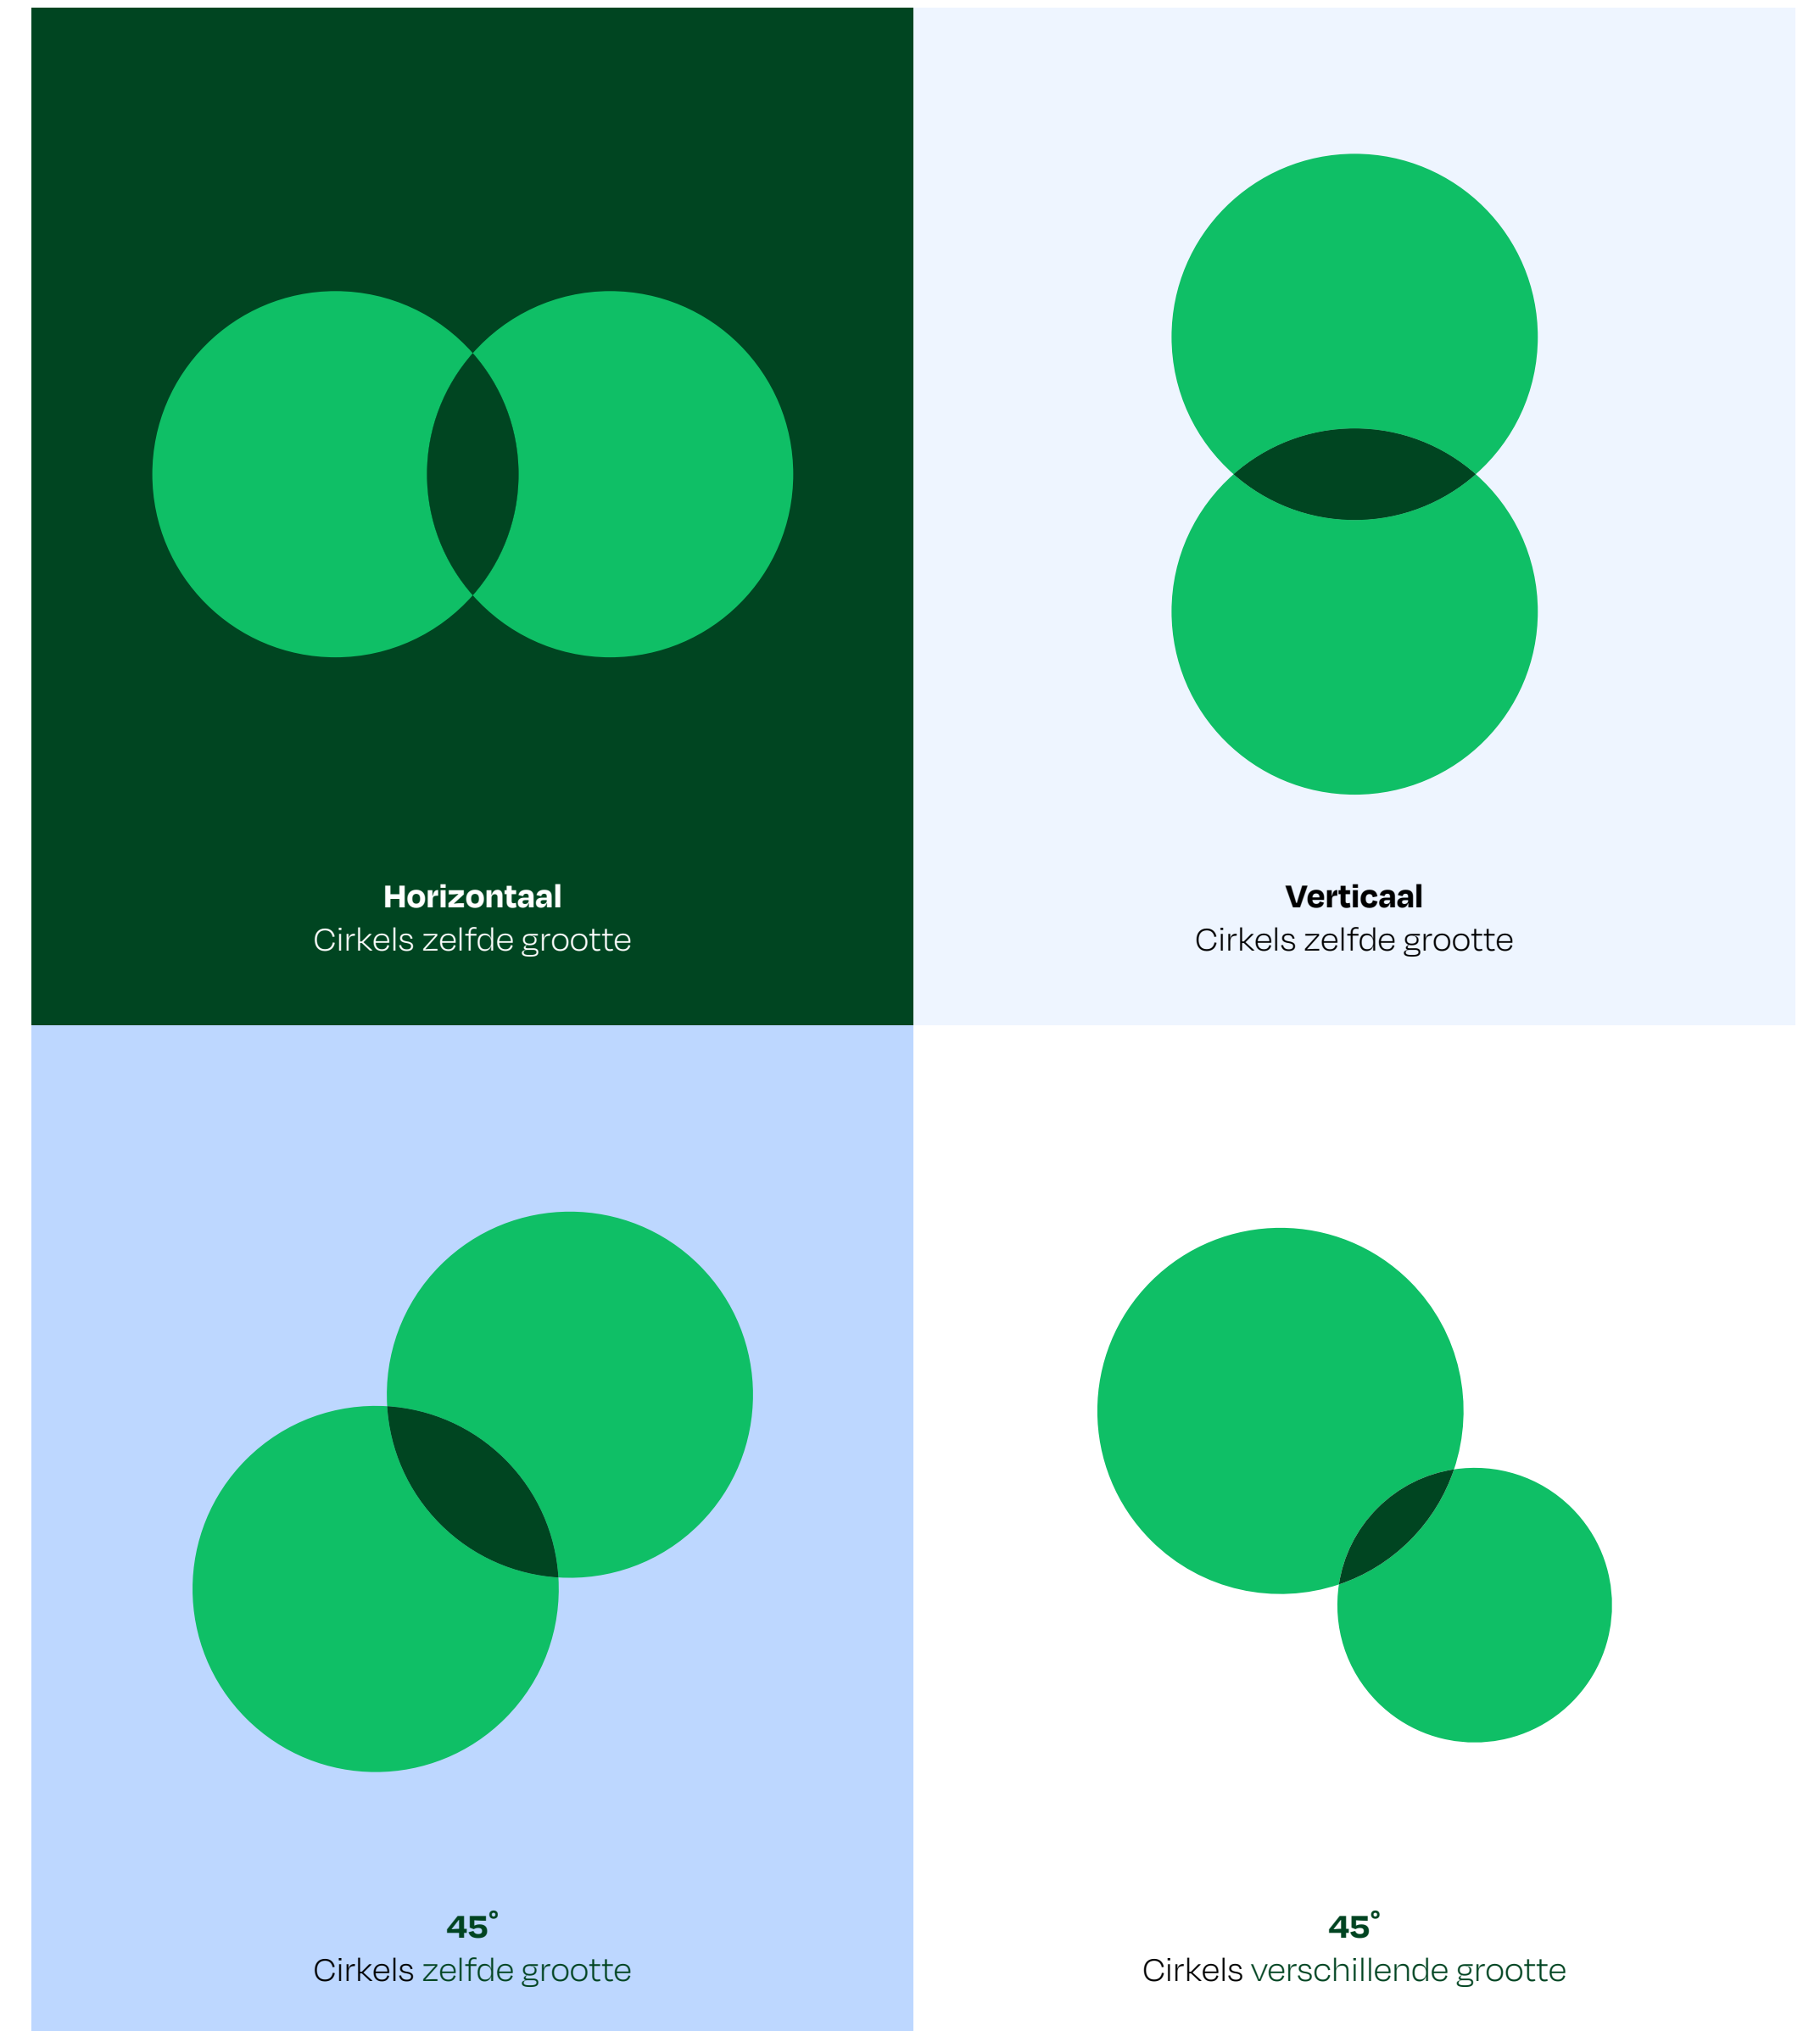 Horizontaal
Cirkels zelfde grootte
Verticaal
Cirkels zelfde grootte
45°
Cirkels zelfde grootte
45°
Cirkels verschillende grootte